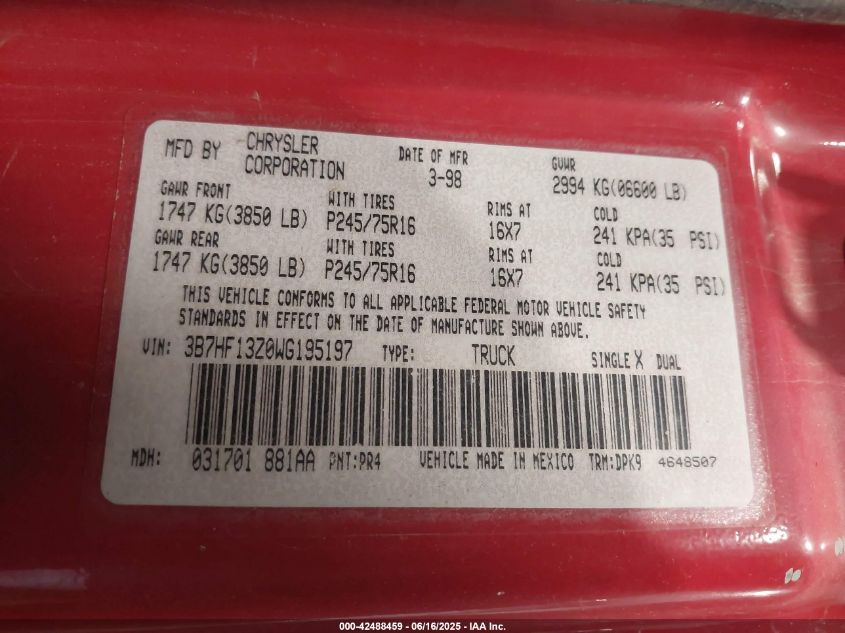 MFD BY CHRYSLER CORPORATION DATE OF MFR 3-98 GVWR 2994 KG(06600 LB)
GAWR FRONT WITH TIRES RIMS AT COLD
1747 KG(3850 LB) P245/75R16 16X7 241 KPA(35 PSI)
GAWR REAR WITH TIRES RIMS AT COLD
1747 KG(3850 LB) P245/75R16 16X7 241 KPA(35 PSI)
THIS VEHICLE CONFORMS TO ALL APPLICABLE FEDERAL MOTOR VEHICLE SAFETY
STANDARDS IN EFFECT ON THE DATE OF MANUFACTURE SHOWN ABOVE.
VIN: 3B7HF13Z0WG195197 TYPE: TRUCK SINGLE X DUAL
MDH: 031701 881AA PNT:PR4 VEHICLE MADE IN MEXICO TRM:DPK9 4648507
000-42488459 - 06/16/2025 - IAA Inc.